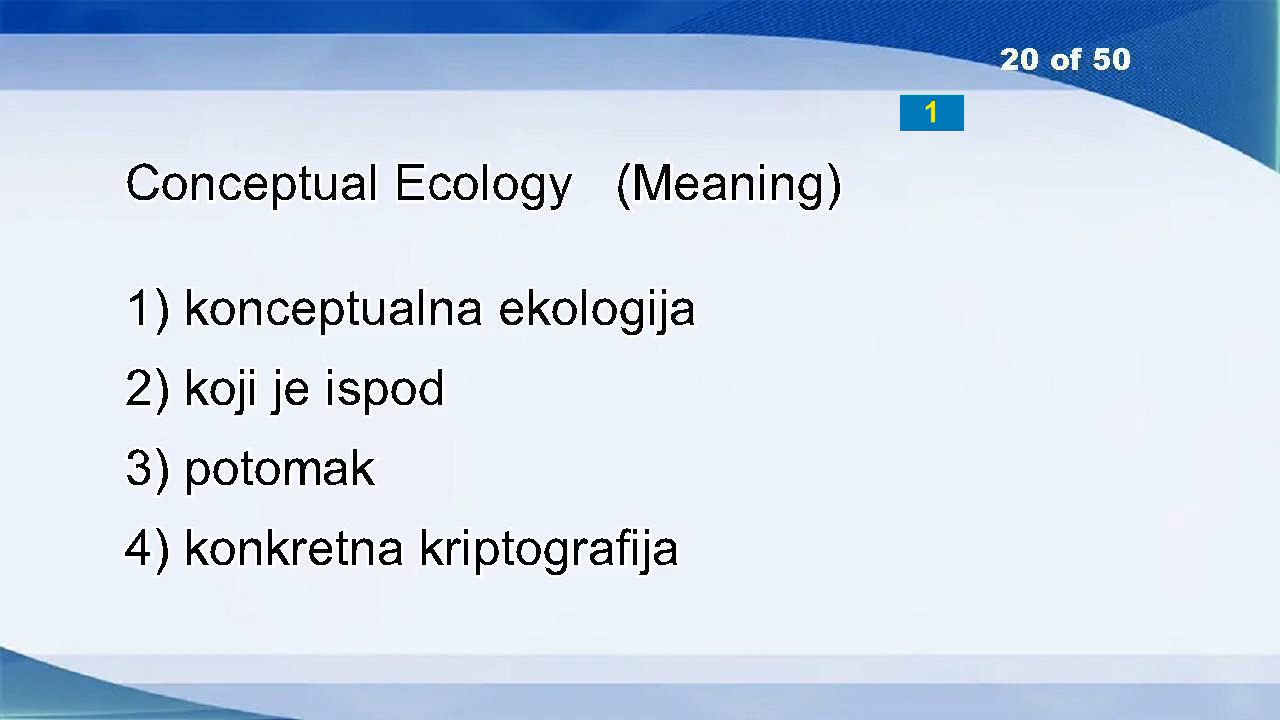 20 of 50
1
Conceptual Ecology (Meaning)
1) konceptualna ekologija
2) koji je ispod
3) potomak
4) konkretna kriptografija